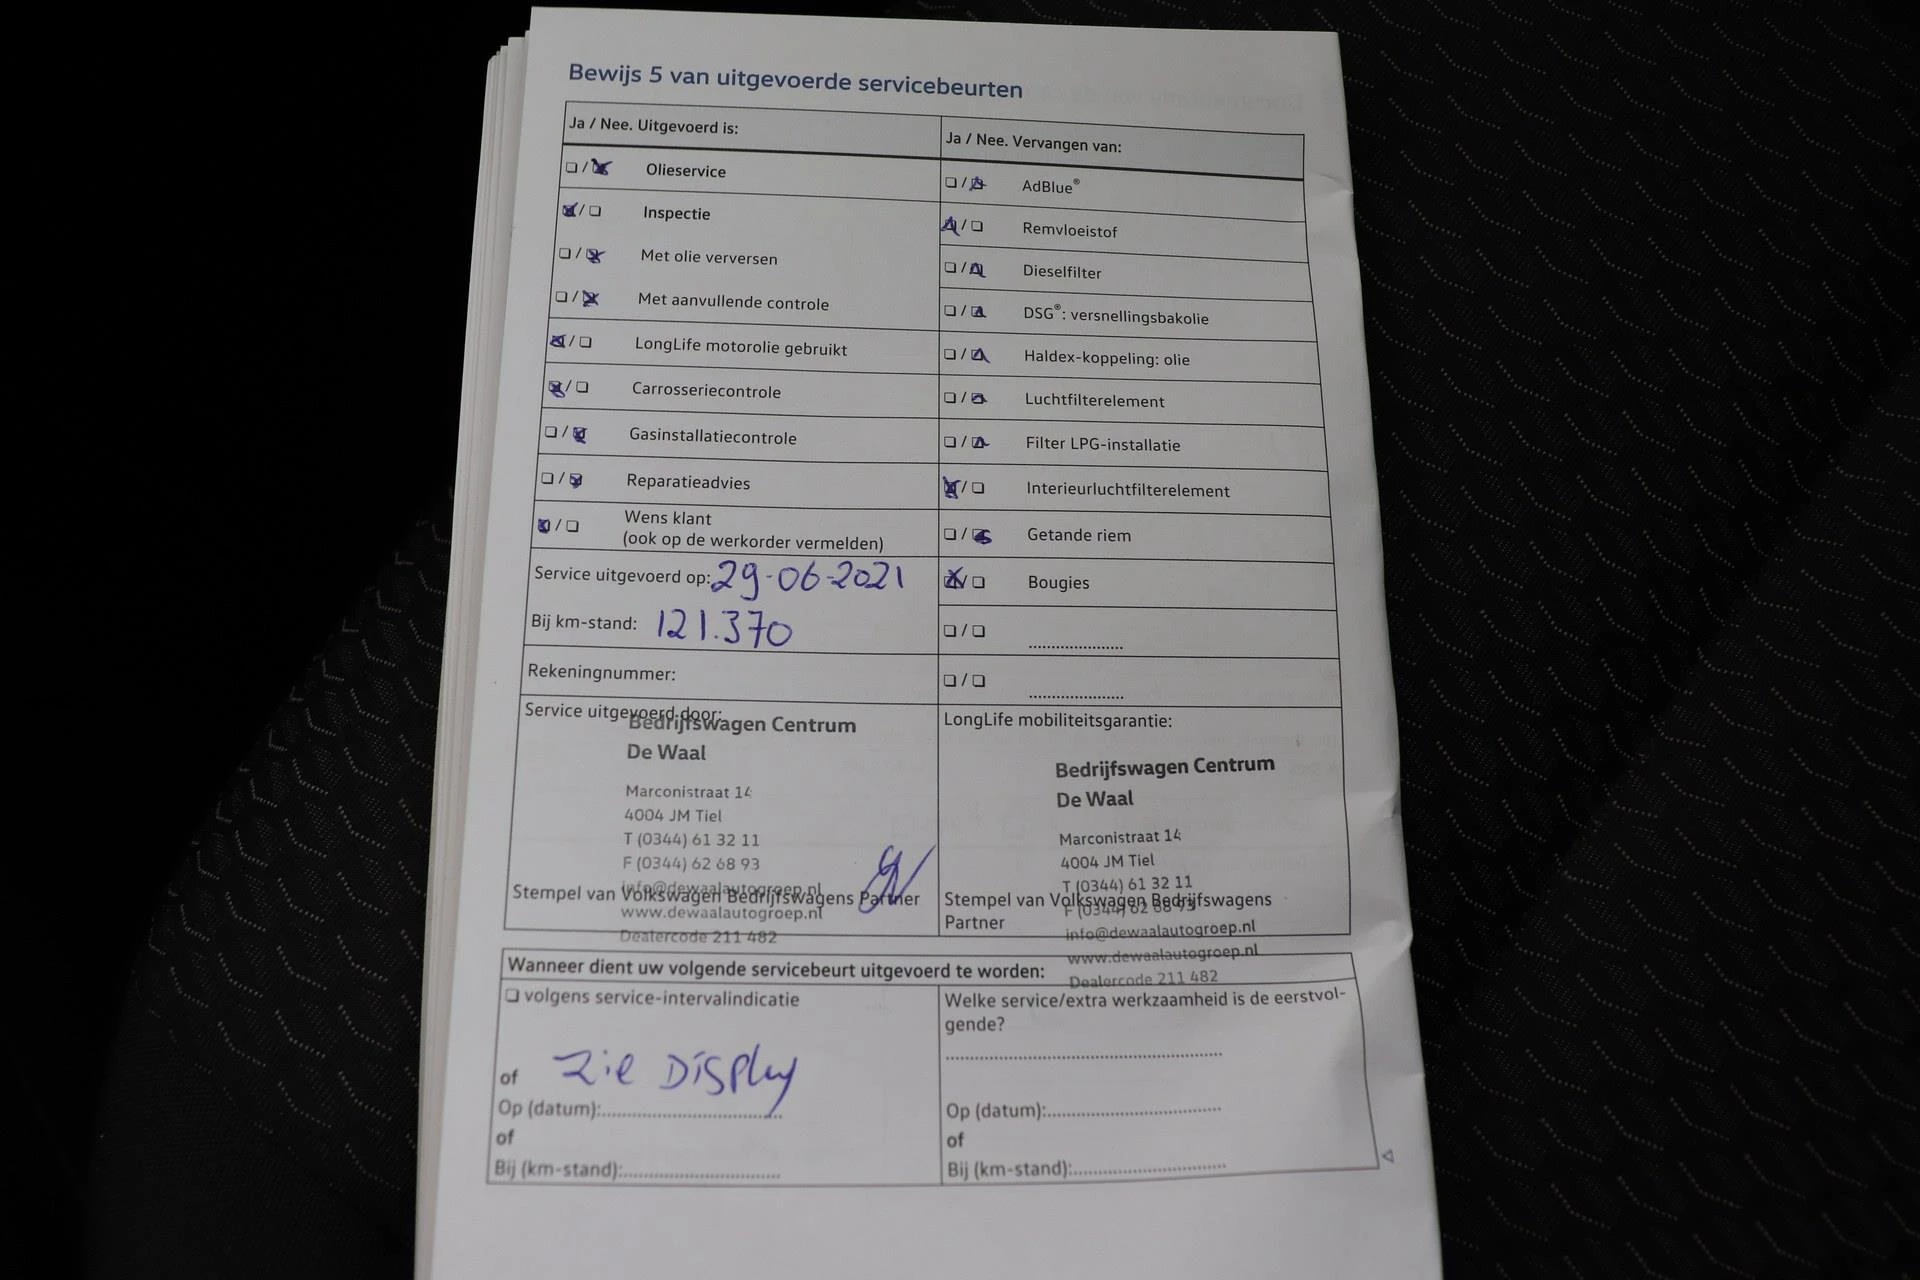 Bewijs 5 van uitgevoerde servicebeurten
Ja / Nee. Uitgevoerd is:
Olieservice
Inspectie
Met olie verversen
Met aanvullende controle
LongLife motorolie gebruikt
Carrosseriecontrole
Gasinstallatiecontrole
Reparatieadvies
Wens klant
(ook op de werkorder vermelden)
Service uitgevoerd op: 29-06-2021
Bij km-stand: 121.370
Rekeningnummer:
Service uitgevoerd door:
Bedrijfswagen Centrum
De Waal
Marconistraat 14
4004 JM Tiel
T (0344) 61 32 11
F (0344) 62 68 93
info@dewaalautogroep.nl
Stempel van Volkswagen Bedrijfswagens Partner
www.dewaalautogroep.nl
Dealercode 211 482
Ja / Nee. Vervangen van:
AdBlue®
Remvloeistof
Dieselfilter
DSG®: versnellingsbakolie
Haldex-koppeling: olie
Luchtfilterelement
Filter LPG-installatie
Interieurluchtfilterelement
Getande riem
Bougies
LongLife mobiliteitsgarantie:
Bedrijfswagen Centrum
De Waal
Marconistraat 14
4004 JM Tiel
T (0344) 61 32 11
Stempel van Volkswagen Bedrijfswagens
F (0344) 62 68 93
Partner
info@dewaalautogroep.nl
www.dewaalautogroep.nl
Dealercode 211 482
Wanneer dient uw volgende servicebeurt uitgevoerd te worden:
volgens service-intervalindicatie
of zie Display
Op (datum):
of
Bij (km-stand):
Welke service/extra werkzaamheid is de eerstvol-
gende?
Op (datum):
of
Bij (km-stand):